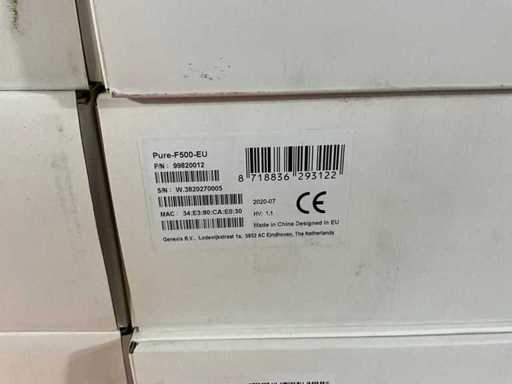 Pure-F500-EU
P/N : 99820012
S/N : W.3820270005
MAC : 34:E3:80:CA:E0:30
8 718836 293122
2020-07
HV: 1.1
CE
Made in China Designed in EU
Genexis B.V., Lodewijkstraat 1a, 5652 AC Eindhoven, The Netherlands